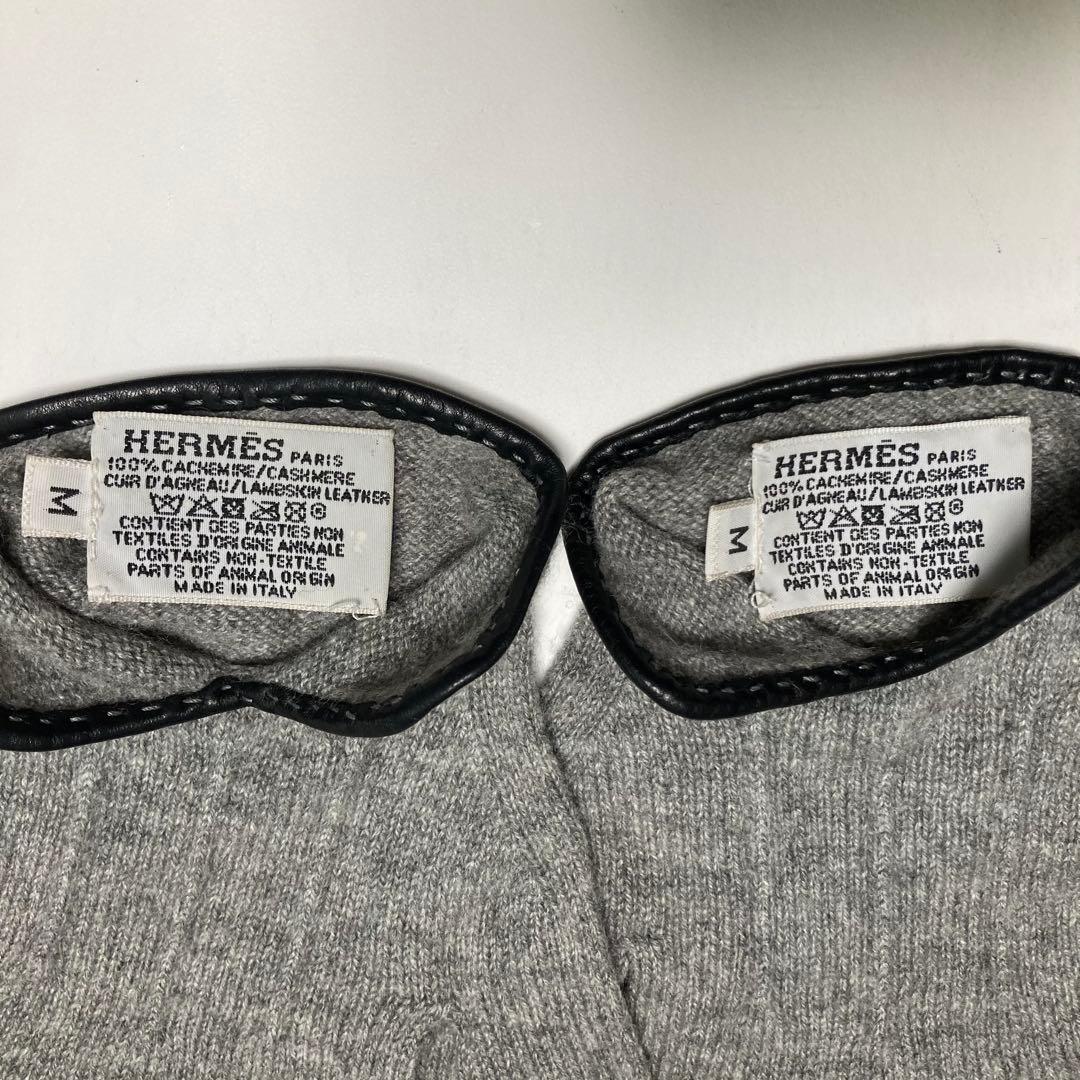 HERMĒS PARIS
100% CACHEMIRE/CASHMERE
CUIR D'AGNEAU/LAMBSKIN LEATHER
CONTIENT DES PARTIES NON
TEXTILES D'ORIGINE ANIMALE
CONTAINS NON-TEXTILE
PARTS OF ANIMAL ORIGIN
MADE IN ITALY
M
HERMĒS PARIS
100% CACHEMIRE/CASHMERE
CUIR D'AGNEAU/LAMBSKIN LEATHER
CONTIENT DES PARTIES NON
TEXTILES D'ORIGINE ANIMALE
CONTAINS NON-TEXTILE
PARTS OF ANIMAL ORIGIN
MADE IN ITALY
M